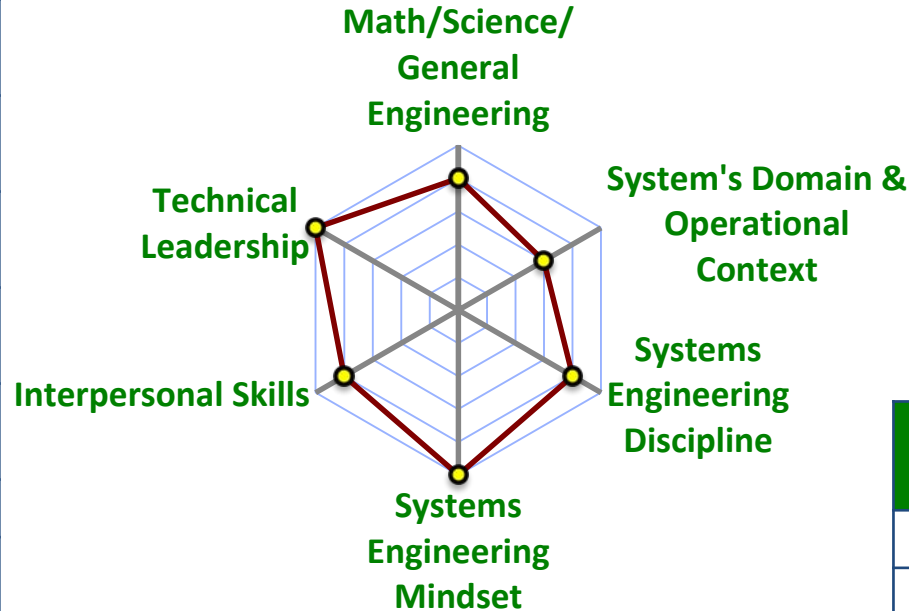 Math/Science/
General
Engineering
System's Domain &
Operational
Context
Technical
Leadership
Systems
Engineering
Discipline
Interpersonal Skills
Systems
Engineering
Mindset